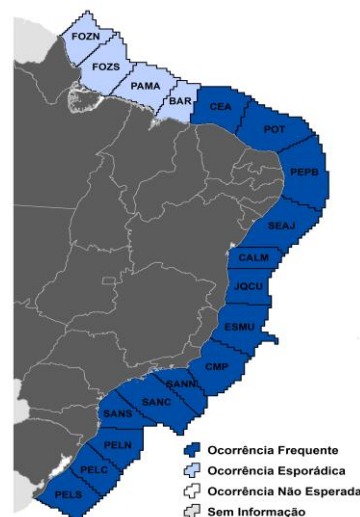 FOZN
FOZS
PAMA
BAR
CEA
POT
PEPB
SEAJ
CALM
JQCU
ESMU
CMP
SANN
SANC
SANS
PELN
PELC
PELS
Ocorrência Frequente
Ocorrência Esporádica
Ocorrência Não Esperada
Sem Informação